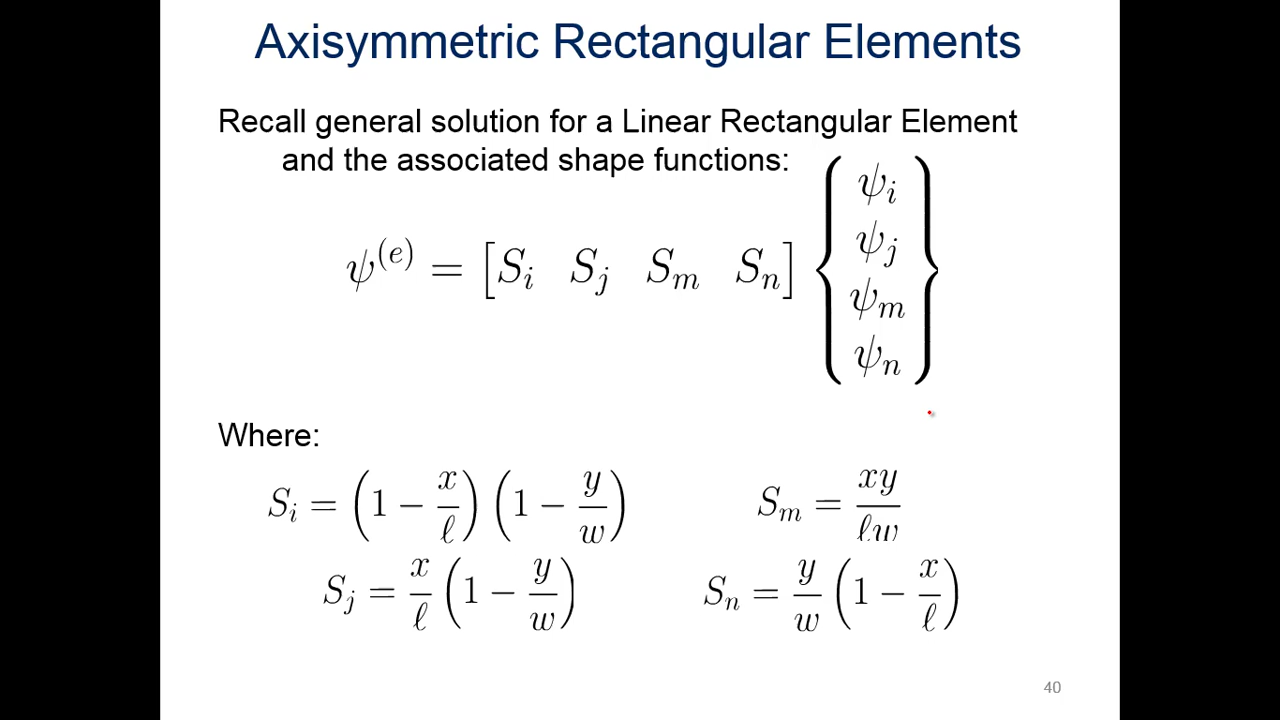 Axisymmetric Rectangular Elements
Recall general solution for a Linear Rectangular Element
and the associated shape functions:
ψ^(e) = [S_i S_j S_m S_n] { ψ_i ψ_j ψ_m ψ_n }
Where:
S_i = (1 − x/ℓ)(1 − y/w)
S_m = xy/ℓw
S_j = x/ℓ (1 − y/w)
S_n = y/w (1 − x/ℓ)
40